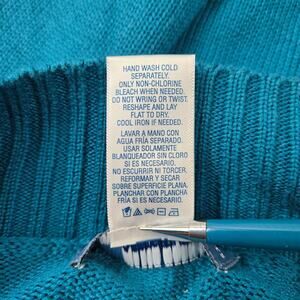 HAND WASH COLD
SEPARATELY.
ONLY NON-CHLORINE
BLEACH WHEN NEEDED.
DO NOT WRING OR TWIST.
RESHAPE AND LAY
FLAT TO DRY.
COOL IRON IF NEEDED.
LAVAR A MANO CON
AGUA FRÍA SEPARADO.
USAR SOLAMENTE
BLANQUEADOR SIN CLORO
SI ES NECESARIO.
NO ESCURRIR NI TORCER.
REFORMAR Y SECAR
SOBRE SUPERFICIE PLANA.
PLANCHAR CON PLANCHA
FRÍA SI ES NECESARIO.